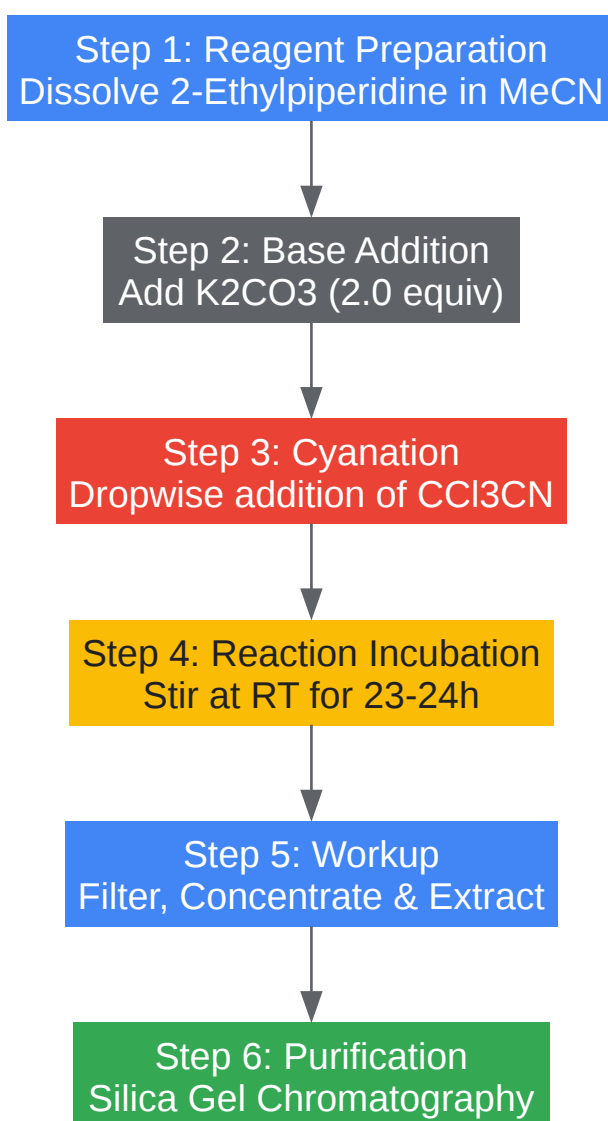 Step 1: Reagent Preparation
Dissolve 2-Ethylpiperidine in MeCN
Step 2: Base Addition
Add K2CO3 (2.0 equiv)
Step 3: Cyanation
Dropwise addition of CCl3CN
Step 4: Reaction Incubation
Stir at RT for 23-24h
Step 5: Workup
Filter, Concentrate & Extract
Step 6: Purification
Silica Gel Chromatography